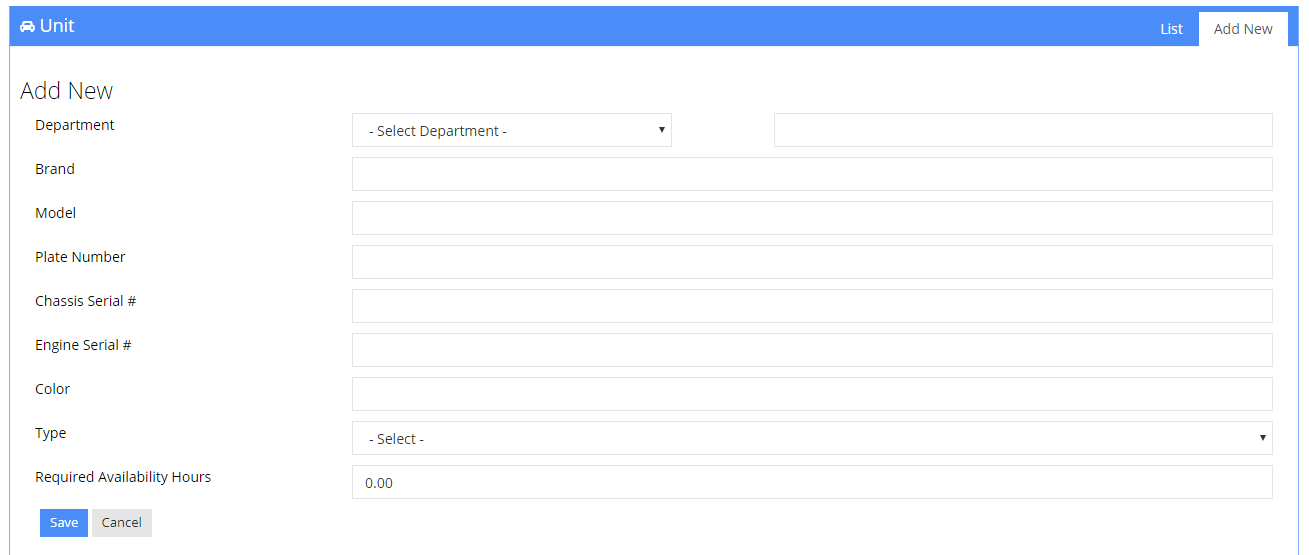 Unit
List
Add New
Add New
Department
- Select Department -
Brand
Model
Plate Number
Chassis Serial #
Engine Serial #
Color
Type
- Select -
Required Availability Hours
0.00
Save
Cancel